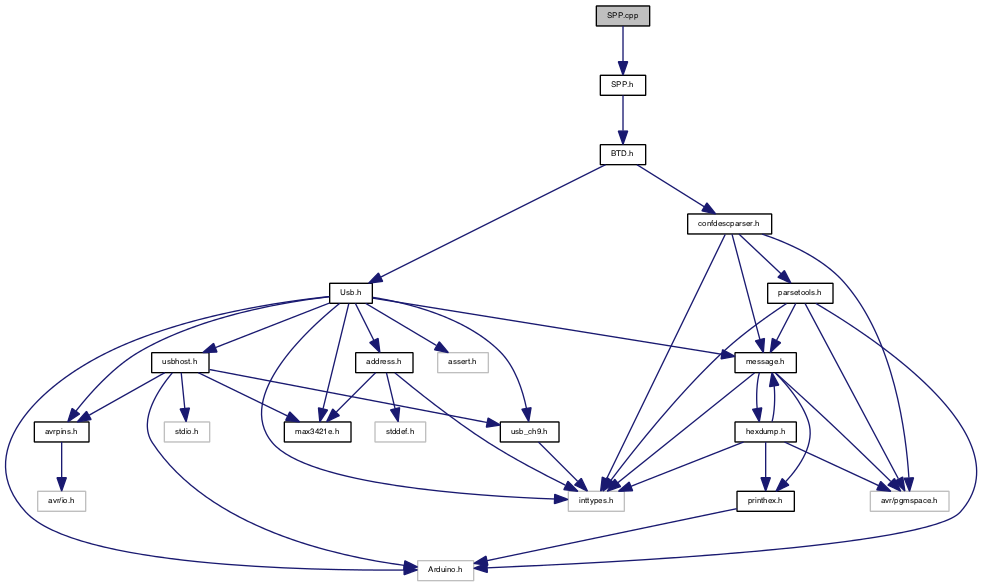 SPP.cpp
SPP.h
BTD.h
confdescparser.h
Usb.h
parsetools.h
usbhost.h
address.h
assert.h
message.h
avrpins.h
stdio.h
max3421e.h
stddef.h
usb_ch9.h
hexdump.h
avr/io.h
inttypes.h
printhex.h
avr/pgmspace.h
Arduino.h